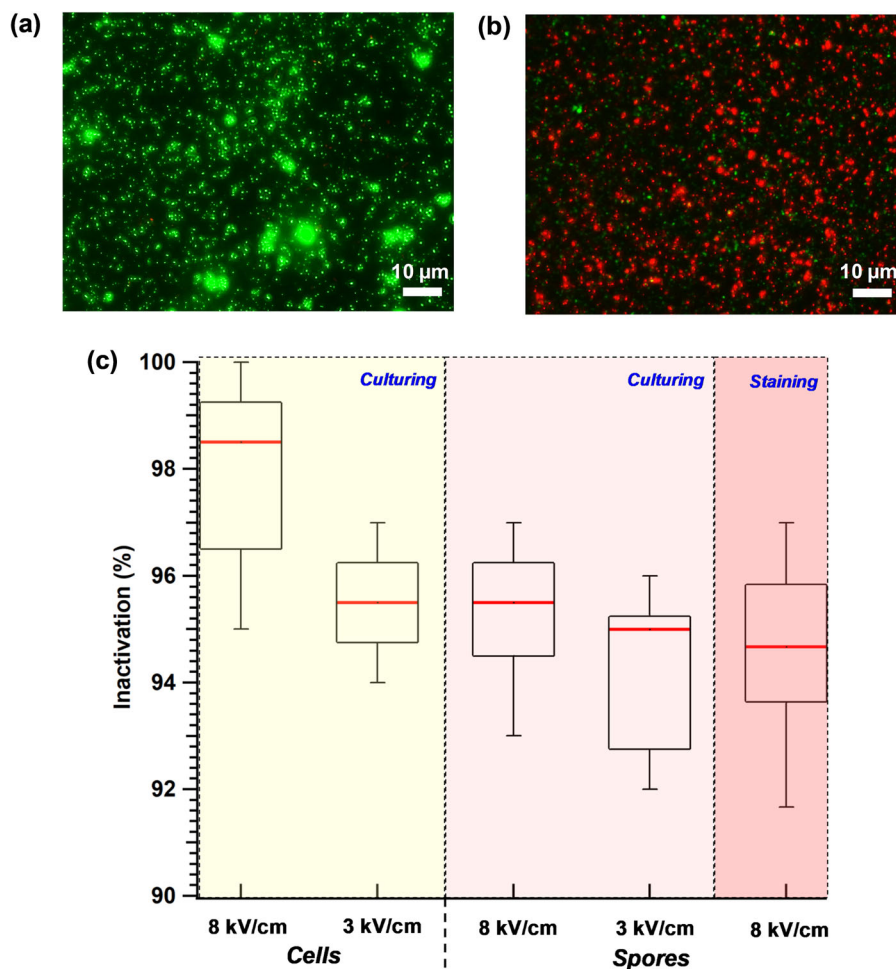 (a)
(b)
10 µm
10 µm
(c)
Culturing
Culturing
Staining
Inactivation (%)
100
98
96
94
92
90
8 kV/cm
3 kV/cm
8 kV/cm
3 kV/cm
8 kV/cm
Cells
Spores